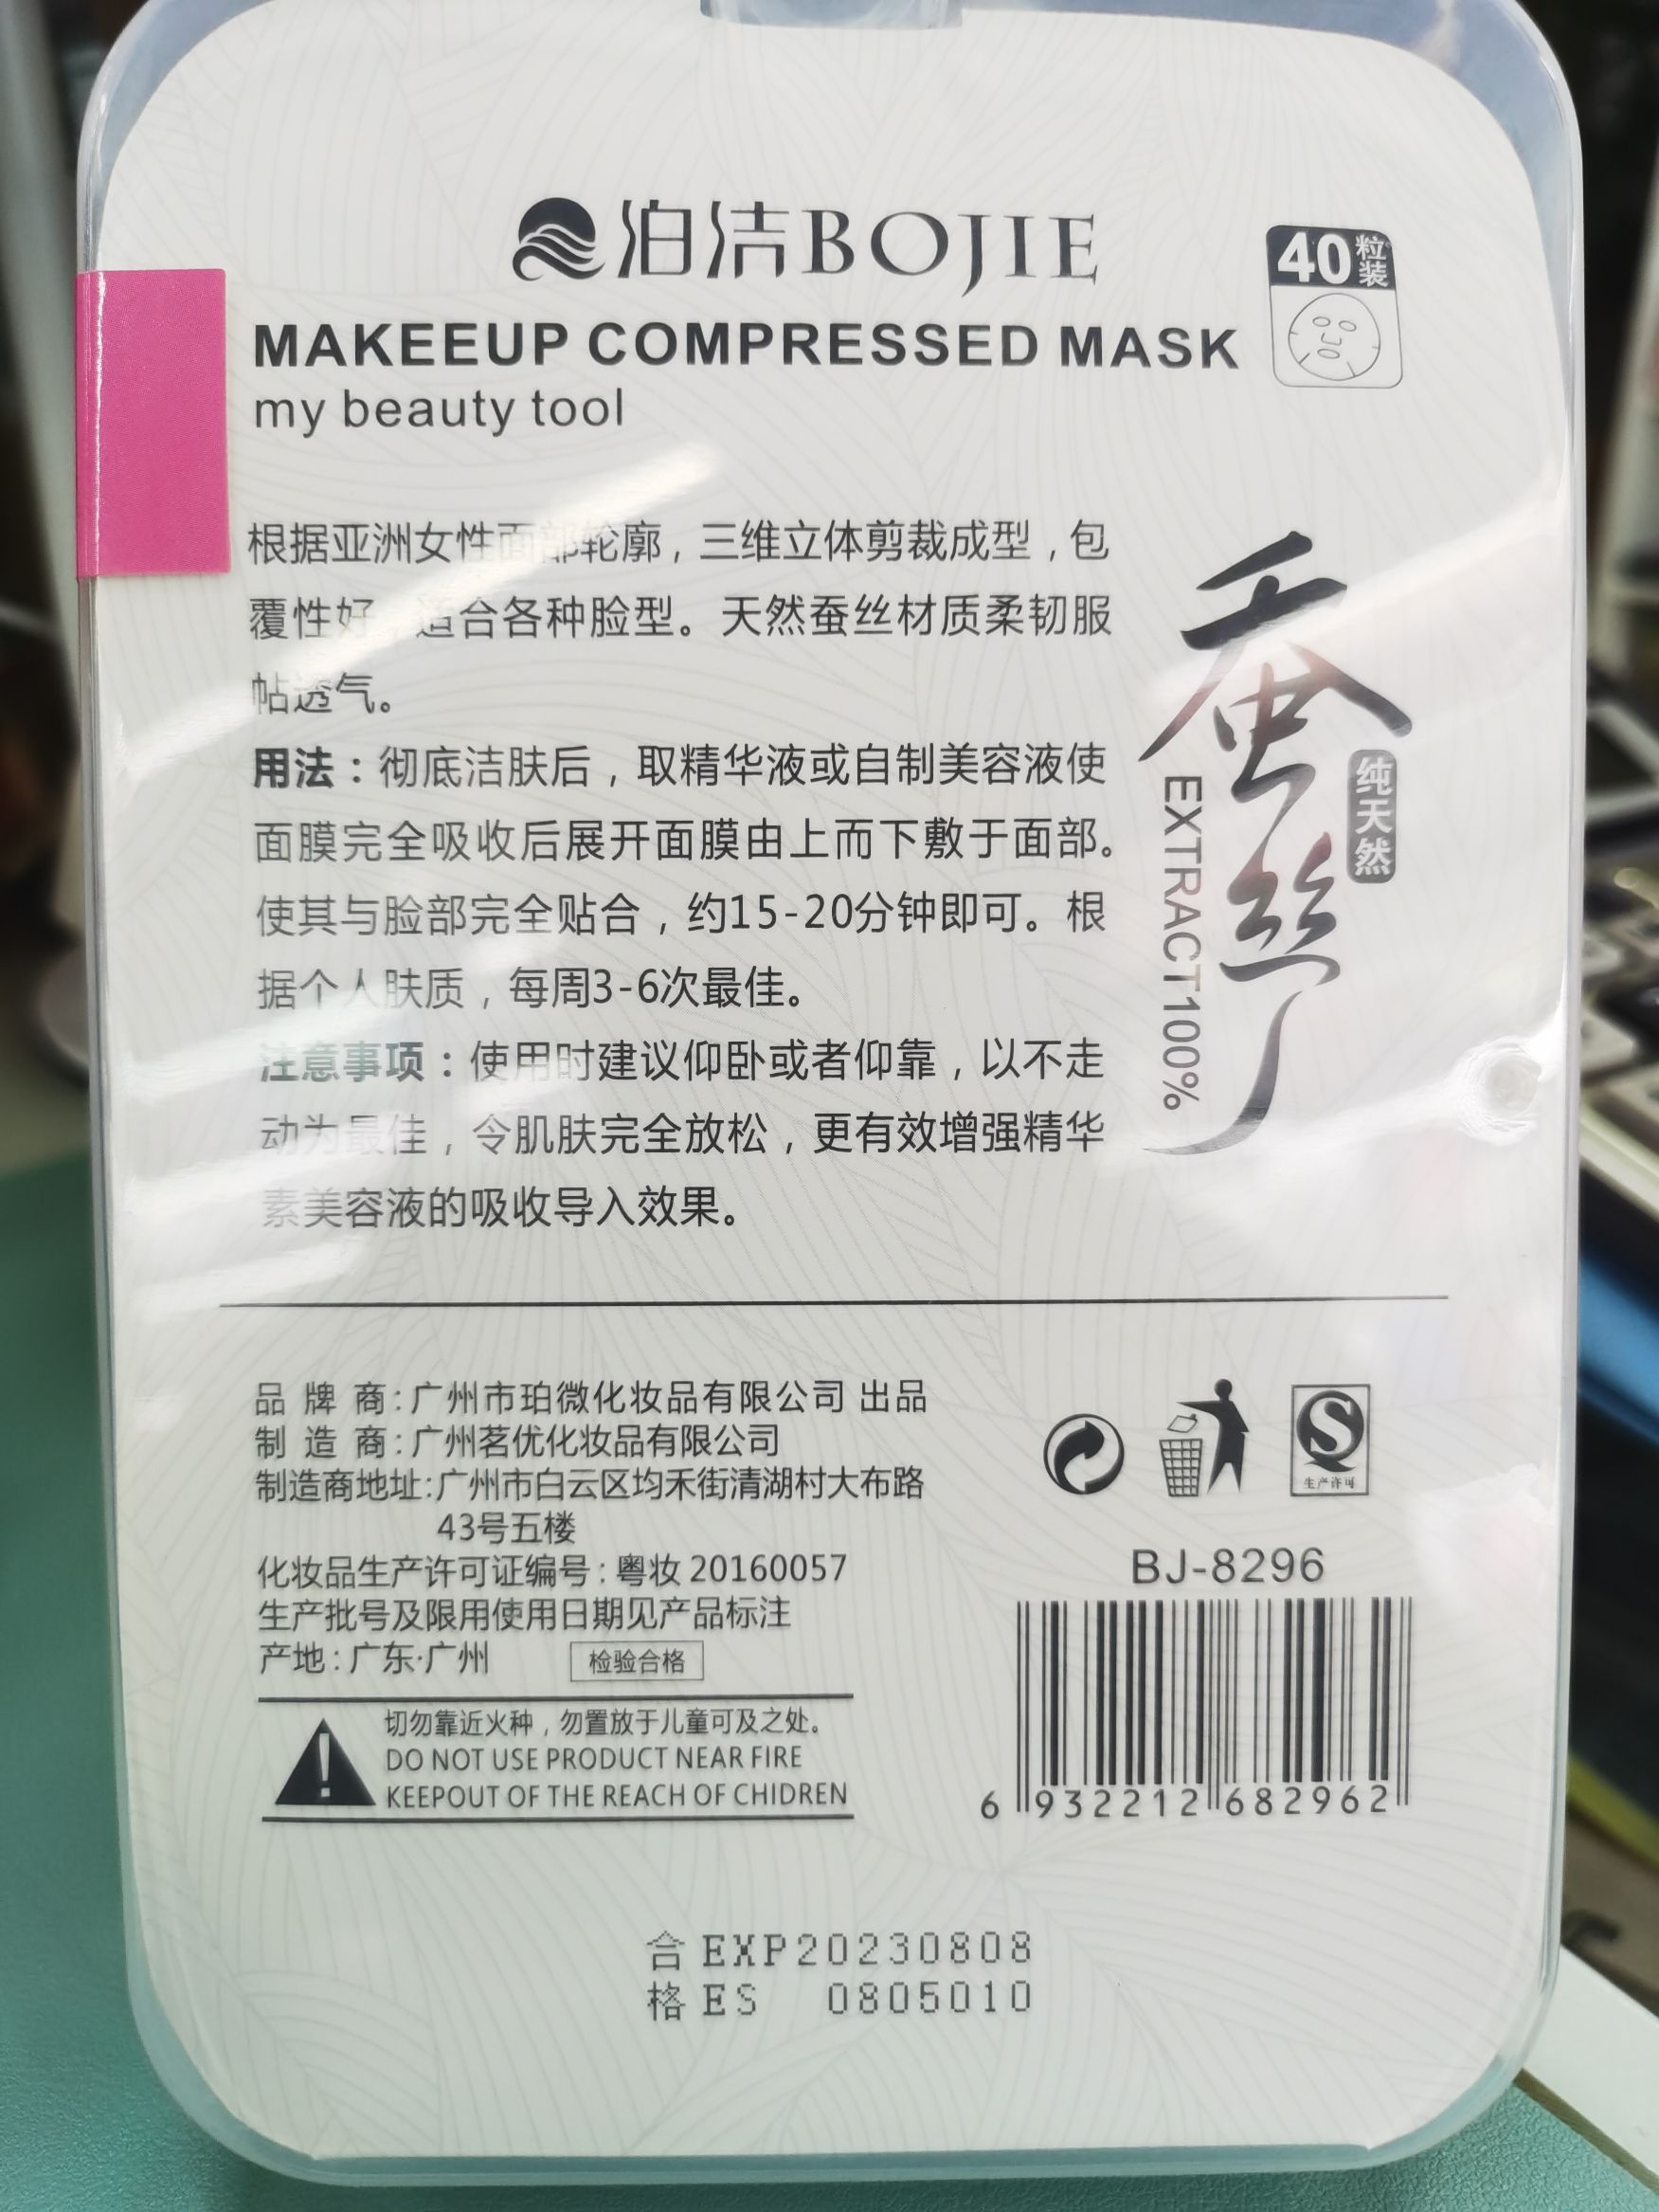 泊洁BOJIE
40粒装
MAKEEUP COMPRESSED MASK
my beauty tool
根据亚洲女性面部轮廓，三维立体剪裁成型，包
覆性好，适合各种脸型。天然蚕丝材质柔韧服
帖透气。
用法：彻底洁肤后，取精华液或自制美容液使
面膜完全吸收后展开面膜由上而下敷于面部。
使其与脸部完全贴合，约15-20分钟即可。根
据个人肤质，每周3-6次最佳。
注意事项：使用时建议仰卧或者仰靠，以不走
动为最佳，令肌肤完全放松，更有效增强精华
素美容液的吸收导入效果。
蚕丝
纯天然
EXTRACT100%
品牌商：广州市珀微化妆品有限公司 出品
制造商：广州茗优化妆品有限公司
制造商地址：广州市白云区均禾街清湖村大布路
43号五楼
化妆品生产许可证编号：粤妆 20160057
生产批号及限用使用日期见产品标注
产地：广东·广州 检验合格
切勿靠近火种，勿置放于儿童可及之处。
DO NOT USE PRODUCT NEAR FIRE
KEEPOUT OF THE REACH OF CHIDREN
生产许可
BJ-8296
6 932212 682962
合 EXP20230808
格 ES 0805010